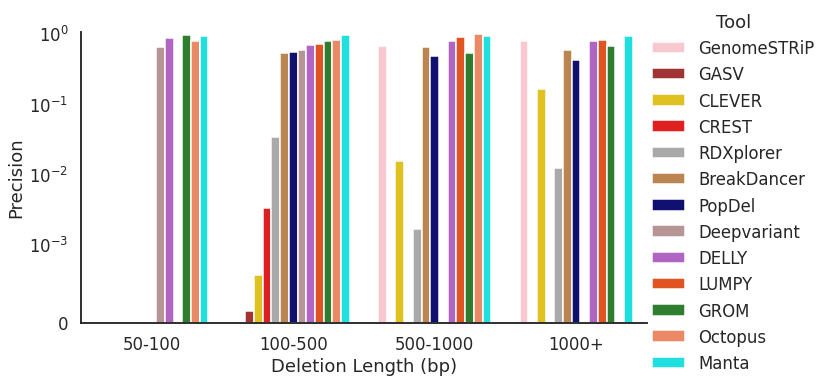 Precision
10⁰
10⁻¹
10⁻²
10⁻³
0
50-100
100-500
500-1000
1000+
Deletion Length (bp)
Tool
GenomeSTRiP
GASV
CLEVER
CREST
RDXplorer
BreakDancer
PopDel
Deepvariant
DELLY
LUMPY
GROM
Octopus
Manta